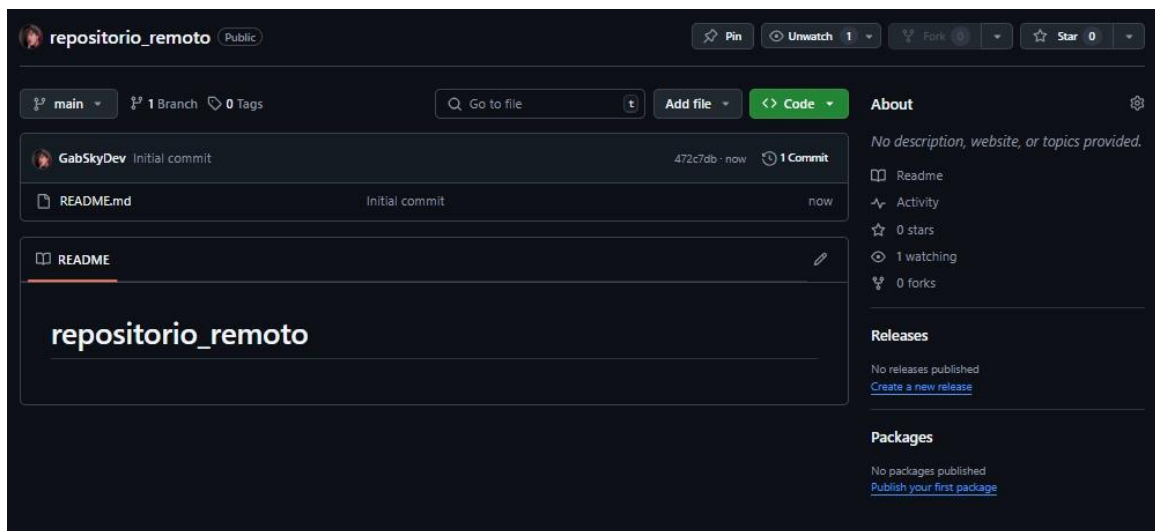 repositorio_remoto Public
Pin
Unwatch 1
Fork 0
Star 0
main
1 Branch
0 Tags
Go to file
t
Add file
Code
GabSkyDev Initial commit
472c7db · now
1 Commit
README.md Initial commit now
README
repositorio_remoto
About
No description, website, or topics provided.
Readme
Activity
0 stars
1 watching
0 forks
Releases
No releases published
Create a new release
Packages
No packages published
Publish your first package